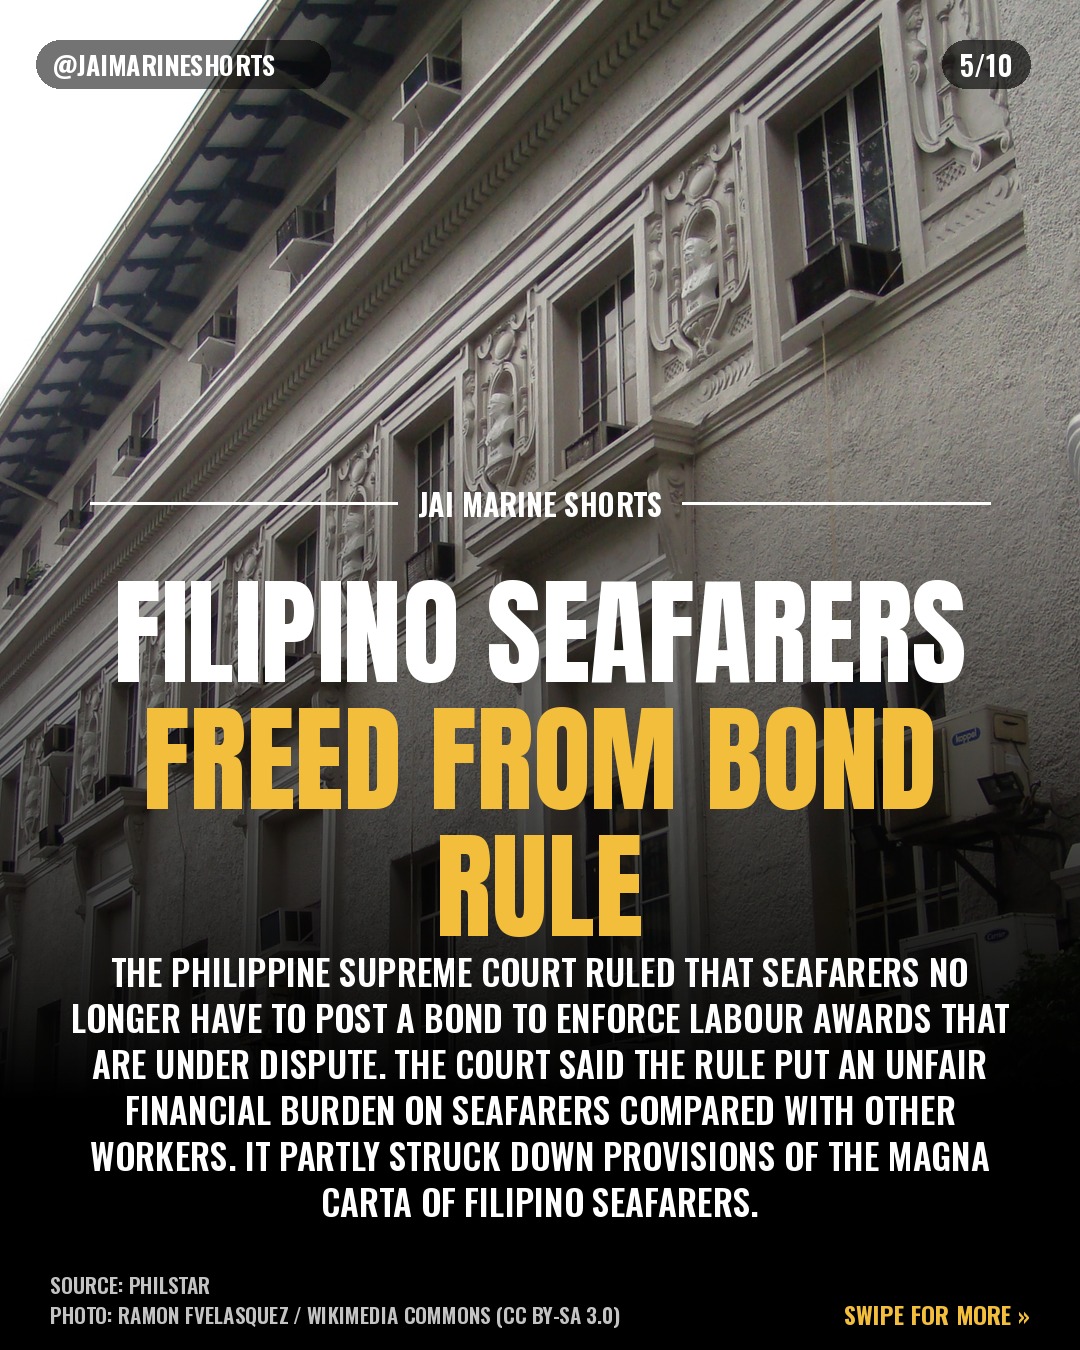 @JAIMARINESHORTS
5/10
JAI MARINE SHORTS
FILIPINO SEAFARERS
FREED FROM BOND
RULE
THE PHILIPPINE SUPREME COURT RULED THAT SEAFARERS NO
LONGER HAVE TO POST A BOND TO ENFORCE LABOUR AWARDS THAT
ARE UNDER DISPUTE. THE COURT SAID THE RULE PUT AN UNFAIR
FINANCIAL BURDEN ON SEAFARERS COMPARED WITH OTHER
WORKERS. IT PARTLY STRUCK DOWN PROVISIONS OF THE MAGNA
CARTA OF FILIPINO SEAFARERS.
SOURCE: PHILSTAR
PHOTO: RAMON FVELASQUEZ / WIKIMEDIA COMMONS (CC BY-SA 3.0)
SWIPE FOR MORE »
koppel
Carrier